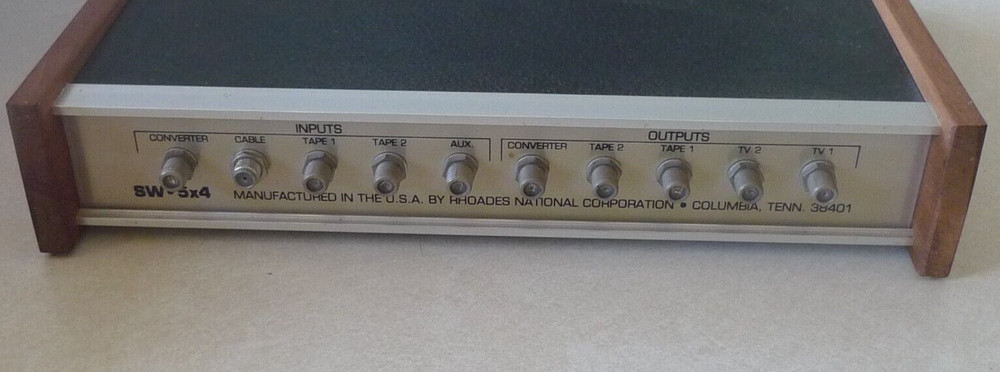 INPUTS
CONVERTER CABLE TAPE 1 TAPE 2 AUX.
OUTPUTS
CONVERTER TAPE 2 TAPE 1 TV 2 TV 1
SW-5x4 MANUFACTURED IN THE U.S.A. BY RHOADES NATIONAL CORPORATION • COLUMBIA, TENN. 38401